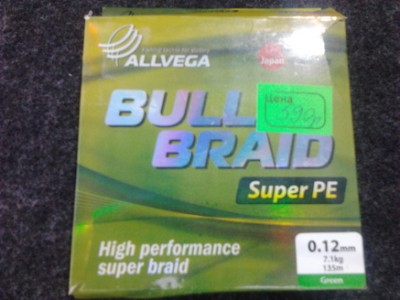 ALLVEGA
Japan
BULL
Цена
590р
BRAID
Super PE
High performance
super braid
0.12mm
7.1kg
135m
Green